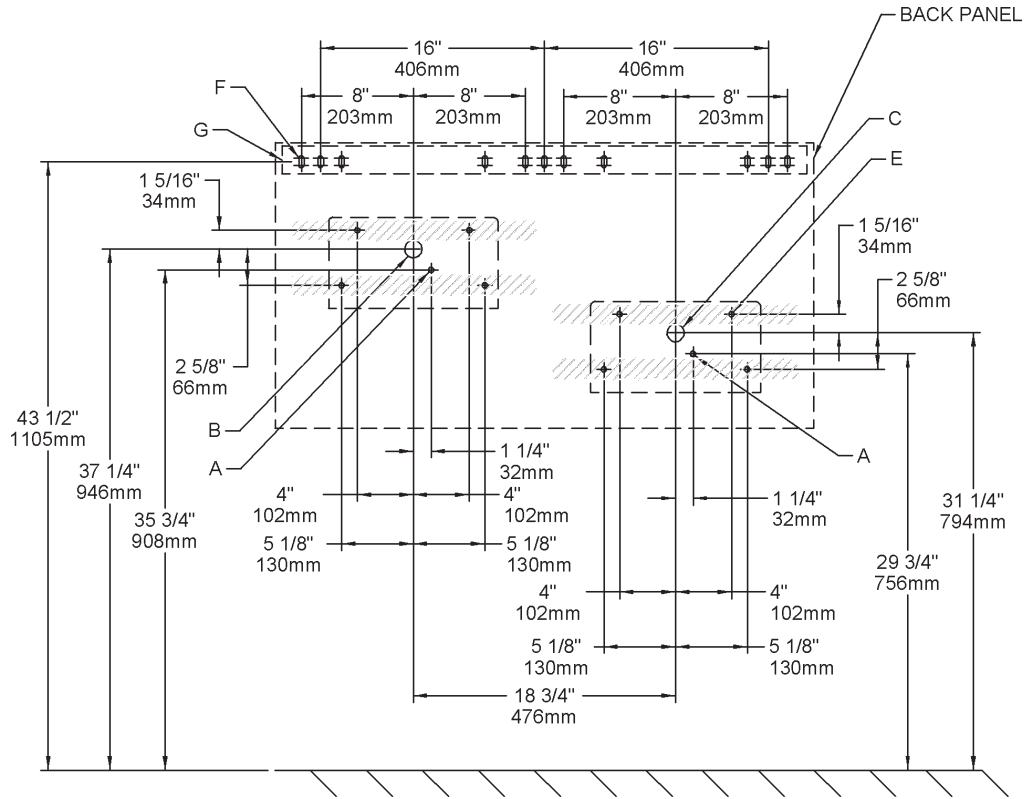 BACK PANEL
16"
406mm
16"
406mm
F
8"
203mm
8"
203mm
8"
203mm
8"
203mm
C
G
E
1 5/16"
34mm
1 5/16"
34mm
2 5/8"
66mm
2 5/8"
66mm
43 1/2"
1105mm
B
A
1 1/4"
32mm
A
37 1/4"
946mm
4"
102mm
4"
102mm
1 1/4"
32mm
31 1/4"
794mm
35 3/4"
908mm
5 1/8"
130mm
5 1/8"
130mm
29 3/4"
756mm
4"
102mm
4"
102mm
5 1/8"
130mm
5 1/8"
130mm
18 3/4"
476mm